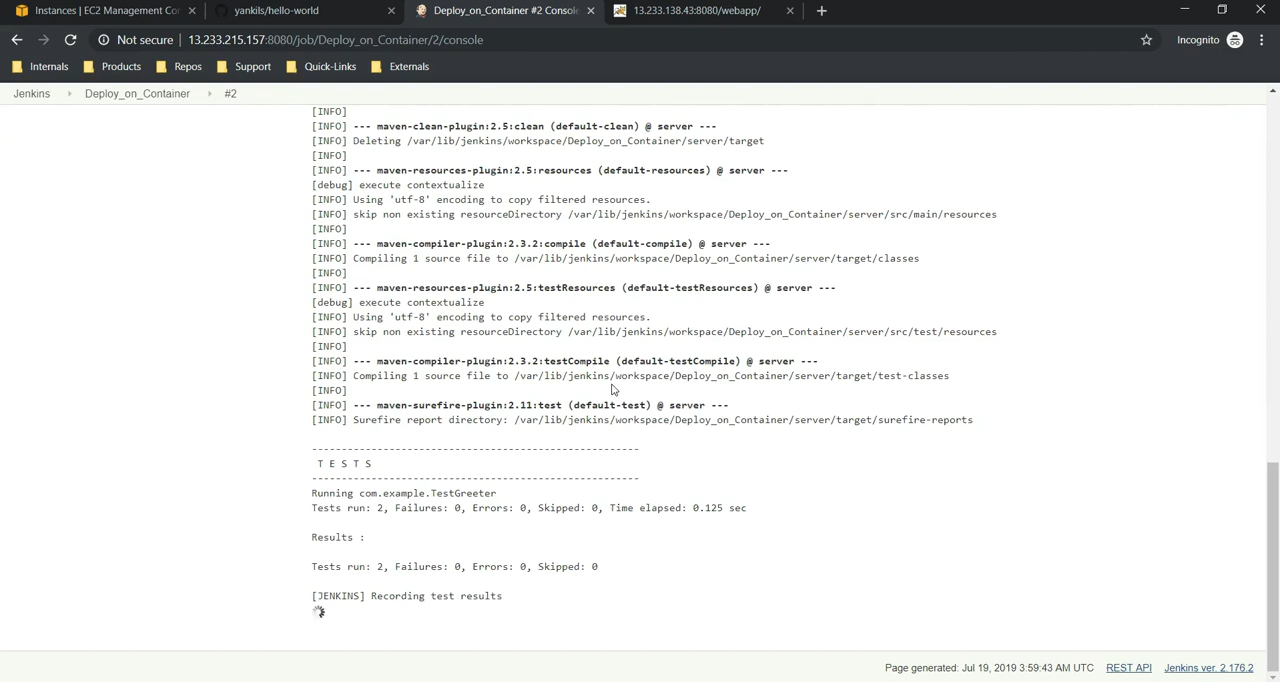 Instances | EC2 Management Con
yankils/hello-world
Deploy_on_Container #2 Console
13.233.138.43:8080/webapp/
Not secure | 13.233.215.157:8080/job/Deploy_on_Container/2/console
Incognito
Internals
Products
Repos
Support
Quick-Links
Externals
Jenkins
Deploy_on_Container
#2
[INFO]
[INFO] --- maven-clean-plugin:2.5:clean (default-clean) @ server ---
[INFO] Deleting /var/lib/jenkins/workspace/Deploy_on_Container/server/target
[INFO]
[INFO] --- maven-resources-plugin:2.5:resources (default-resources) @ server ---
[debug] execute contextualize
[INFO] Using 'utf-8' encoding to copy filtered resources.
[INFO] skip non existing resourceDirectory /var/lib/jenkins/workspace/Deploy_on_Container/server/src/main/resources
[INFO]
[INFO] --- maven-compiler-plugin:2.3.2:compile (default-compile) @ server ---
[INFO] Compiling 1 source file to /var/lib/jenkins/workspace/Deploy_on_Container/server/target/classes
[INFO]
[INFO] --- maven-resources-plugin:2.5:testResources (default-testResources) @ server ---
[debug] execute contextualize
[INFO] Using 'utf-8' encoding to copy filtered resources.
[INFO] skip non existing resourceDirectory /var/lib/jenkins/workspace/Deploy_on_Container/server/src/test/resources
[INFO]
[INFO] --- maven-compiler-plugin:2.3.2:testCompile (default-testCompile) @ server ---
[INFO] Compiling 1 source file to /var/lib/jenkins/workspace/Deploy_on_Container/server/target/test-classes
[INFO]
[INFO] --- maven-surefire-plugin:2.11:test (default-test) @ server ---
[INFO] Surefire report directory: /var/lib/jenkins/workspace/Deploy_on_Container/server/target/surefire-reports
-------------------------------------------------------
T E S T S
-------------------------------------------------------
Running com.example.TestGreeter
Tests run: 2, Failures: 0, Errors: 0, Skipped: 0, Time elapsed: 0.125 sec
Results :
Tests run: 2, Failures: 0, Errors: 0, Skipped: 0
[JENKINS] Recording test results
Page generated: Jul 19, 2019 3:59:43 AM UTC
REST API
Jenkins ver. 2.176.2